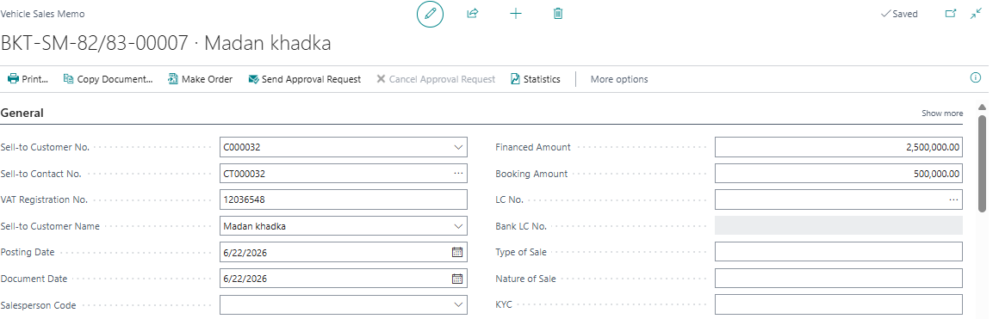 Vehicle Sales Memo
Saved
BKT-SM-82/83-00007 · Madan khadka
Print... Copy Document... Make Order Send Approval Request Cancel Approval Request Statistics More options
General Show more
Sell-to Customer No. C000032 Financed Amount 2,500,000.00
Sell-to Contact No. CT000032 ... Booking Amount 500,000.00
VAT Registration No. 12036548 LC No. ...
Sell-to Customer Name Madan khadka Bank LC No.
Posting Date 6/22/2026 Type of Sale
Document Date 6/22/2026 Nature of Sale
Salesperson Code KYC